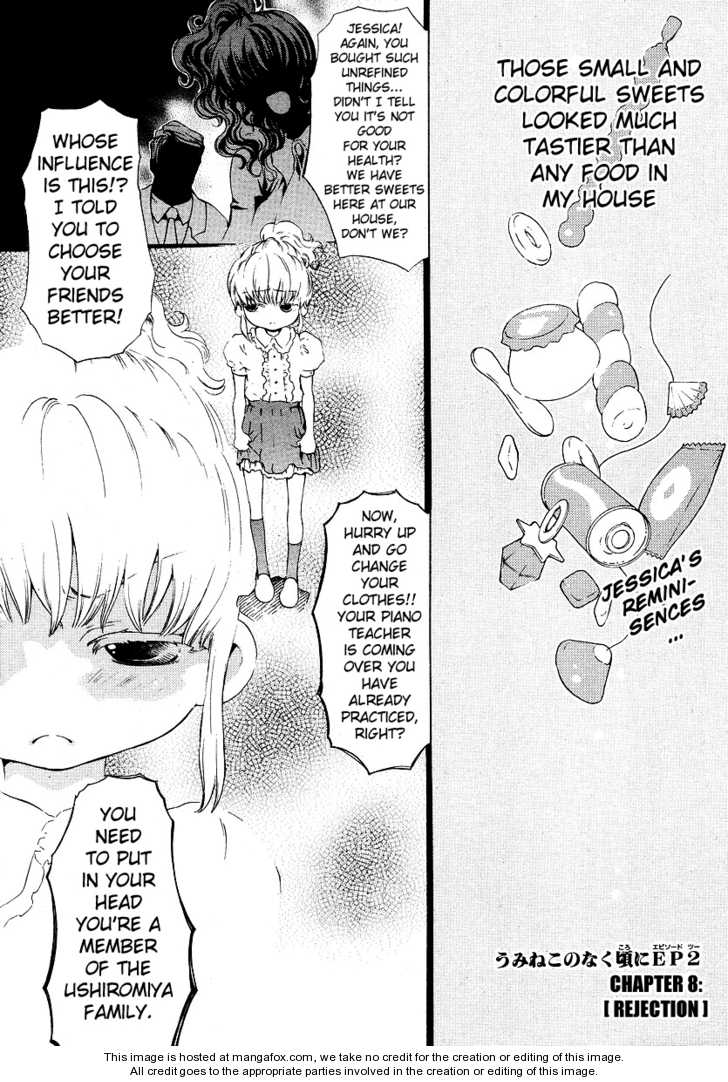 THOSE SMALL AND
COLORFUL SWEETS
LOOKED MUCH
TASTIER THAN
ANY FOOD IN
MY HOUSE
JESSICA'S
REMINI-
SENCES
...
うみねこのなく頃にEP2
ころ
エピソード ツー
CHAPTER 8:
[ REJECTION ]
JESSICA!
AGAIN, YOU
BOUGHT SUCH
UNREFINED
THINGS...
DIDN'T I TELL
YOU IT'S NOT
GOOD
FOR YOUR
HEALTH?
WE HAVE
BETTER SWEETS
HERE AT OUR
HOUSE,
DON'T WE?
WHOSE
INFLUENCE
IS THIS!?
I TOLD
YOU TO
CHOOSE
YOUR
FRIENDS
BETTER!
NOW,
HURRY UP
AND GO
CHANGE
YOUR
CLOTHES!!
YOUR PIANO
TEACHER
IS COMING
OVER YOU
HAVE
ALREADY
PRACTICED,
RIGHT?
YOU
NEED
TO PUT
IN YOUR
HEAD
YOU'RE A
MEMBER
OF THE
USHIROMIYA
FAMILY.
This image is hosted at mangafox.com, we take no credit for the creation or editing of this image.
All credit goes to the appropriate parties involved in the creation or editing of this image.